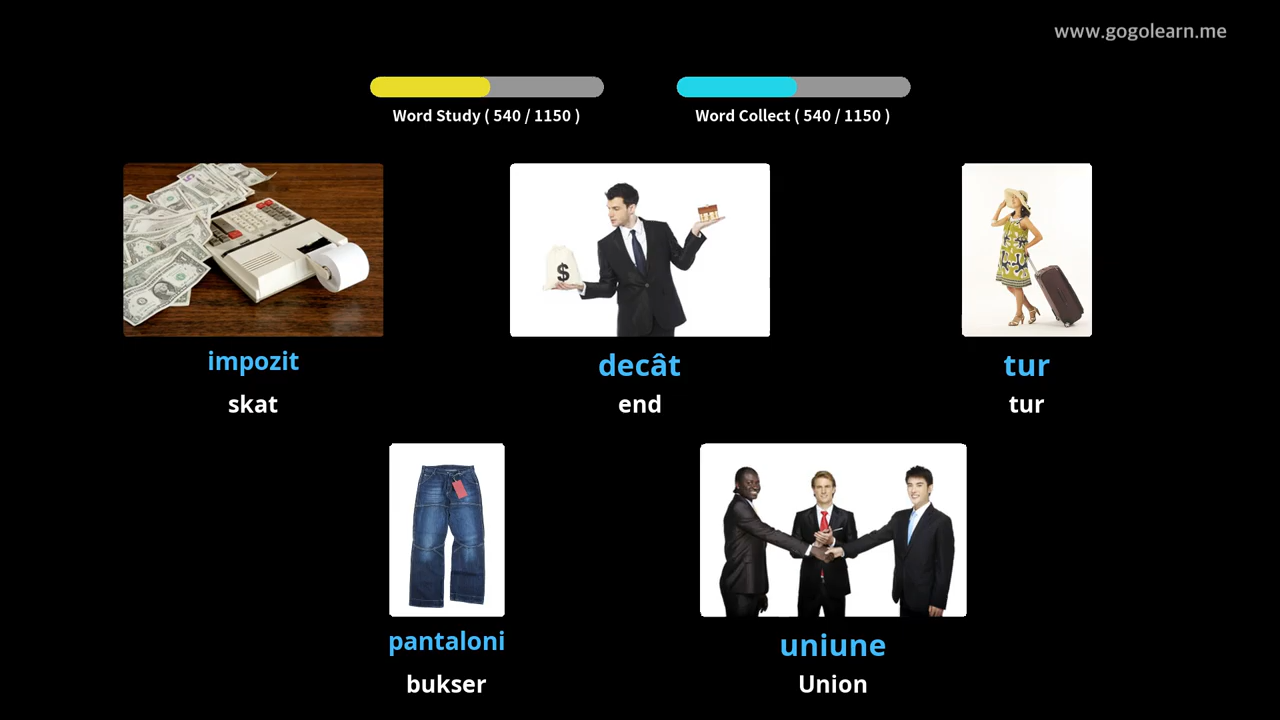 www.gogolearn.me
Word Study ( 540 / 1150 )
Word Collect ( 540 / 1150 )
impozit
skat
decât
end
tur
tur
pantaloni
bukser
uniune
Union